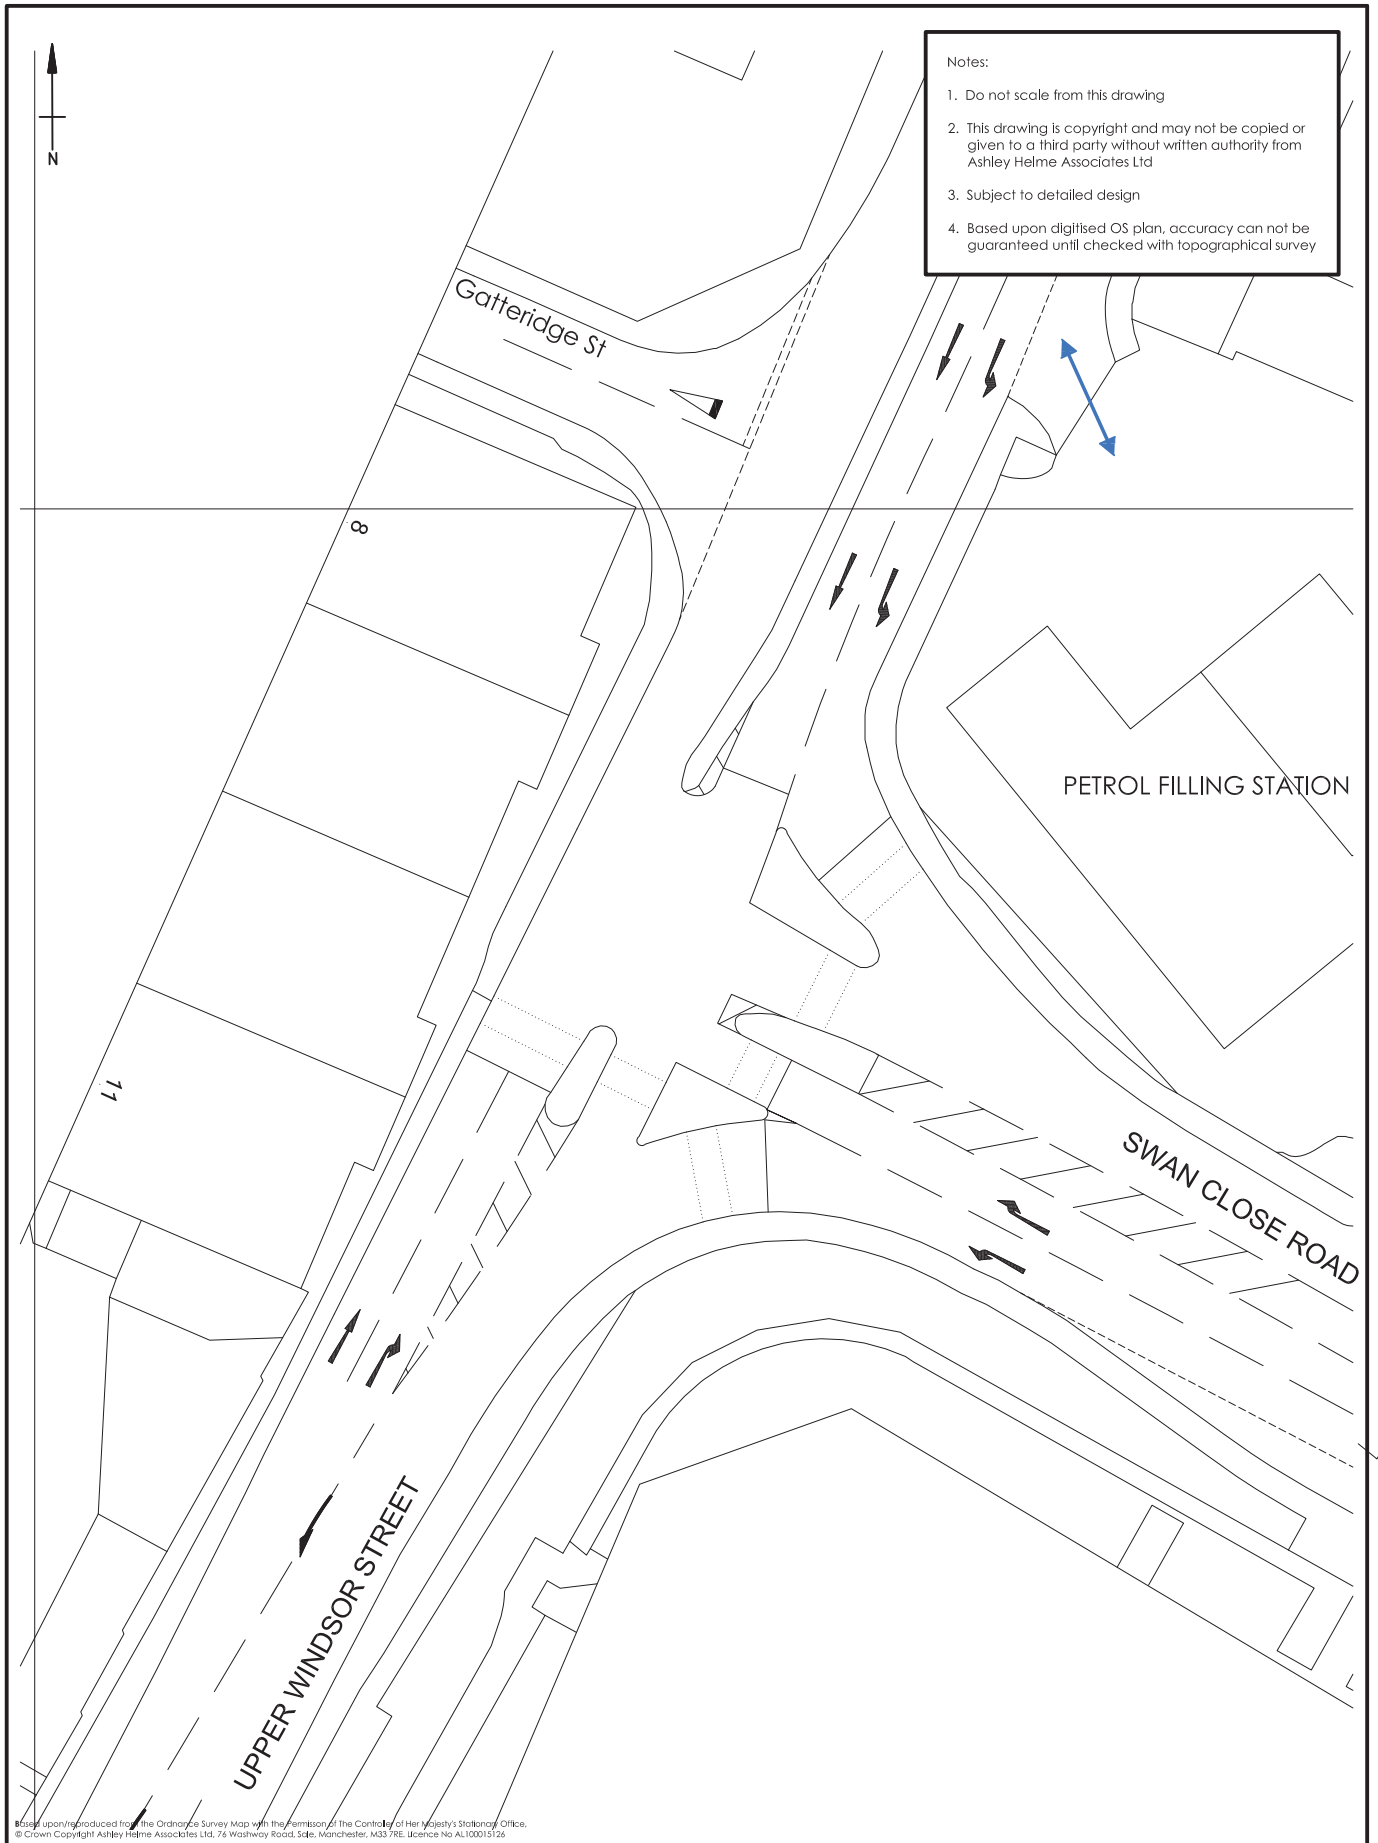 Notes:
1. Do not scale from this drawing
2. This drawing is copyright and may not be copied or
given to a third party without written authority from
Ashley Helme Associates Ltd
3. Subject to detailed design
4. Based upon digitised OS plan, accuracy can not be
guaranteed until checked with topographical survey
N
Gatteridge St
8
PETROL FILLING STATION
11
SWAN CLOSE ROAD
UPPER WINDSOR STREET
Based upon/reproduced from the Ordnance Survey Map with the Permisson of The Controller of Her Majesty's Stationary Office,
© Crown Copyright Ashley Helme Associates Ltd, 76 Washway Road, Sale, Manchester, M33 7RE. Licence No AL100015126